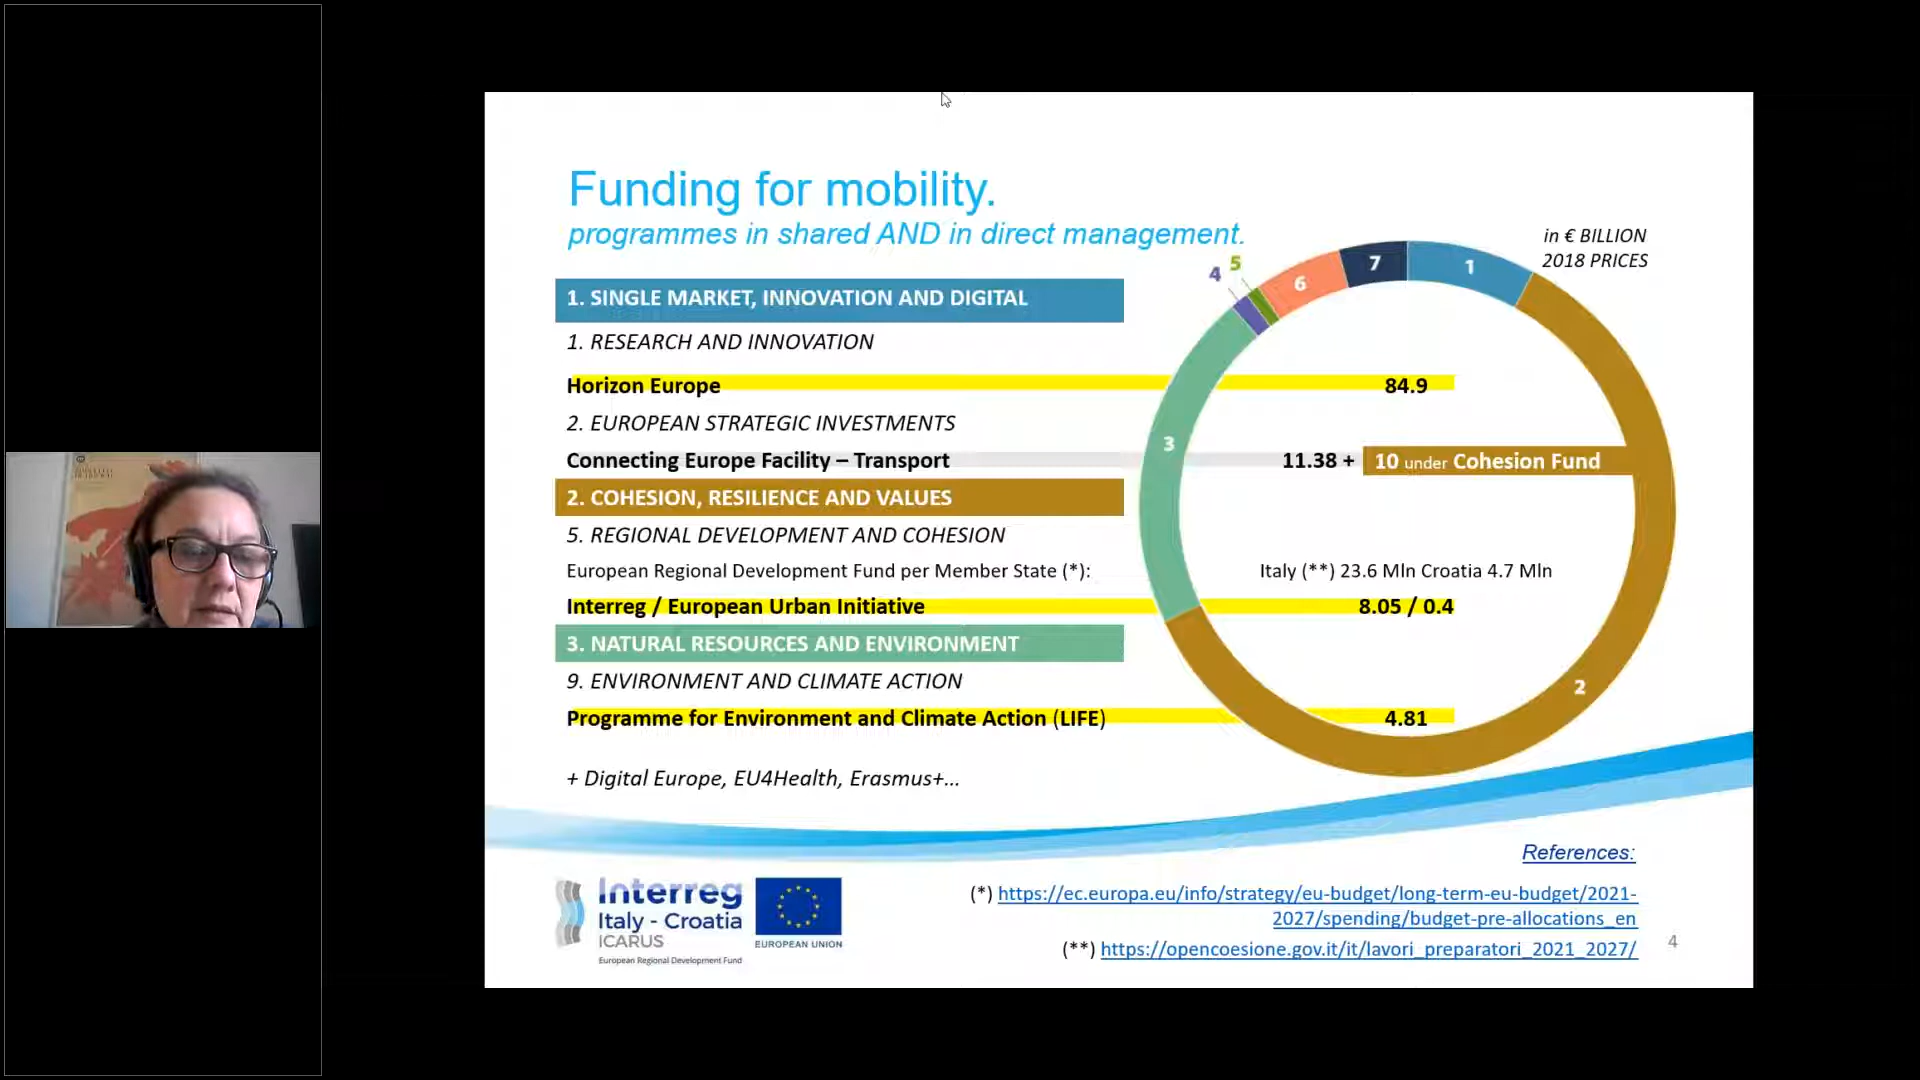 Funding for mobility.
programmes in shared AND in direct management.
in € BILLION
2018 PRICES
1. SINGLE MARKET, INNOVATION AND DIGITAL
1. RESEARCH AND INNOVATION
Horizon Europe 84.9
2. EUROPEAN STRATEGIC INVESTMENTS
Connecting Europe Facility – Transport 11.38 + 10 under Cohesion Fund
2. COHESION, RESILIENCE AND VALUES
5. REGIONAL DEVELOPMENT AND COHESION
European Regional Development Fund per Member State (*): Italy (**) 23.6 Mln Croatia 4.7 Mln
Interreg / European Urban Initiative 8.05 / 0.4
3. NATURAL RESOURCES AND ENVIRONMENT
9. ENVIRONMENT AND CLIMATE ACTION
Programme for Environment and Climate Action (LIFE) 4.81
+ Digital Europe, EU4Health, Erasmus+...
1
2
3
4
5
6
7
Interreg
Italy - Croatia
ICARUS
European Regional Development Fund
EUROPEAN UNION
References:
(*) https://ec.europa.eu/info/strategy/eu-budget/long-term-eu-budget/2021-
2027/spending/budget-pre-allocations_en
(**) https://opencoesione.gov.it/it/lavori_preparatori_2021_2027/
4